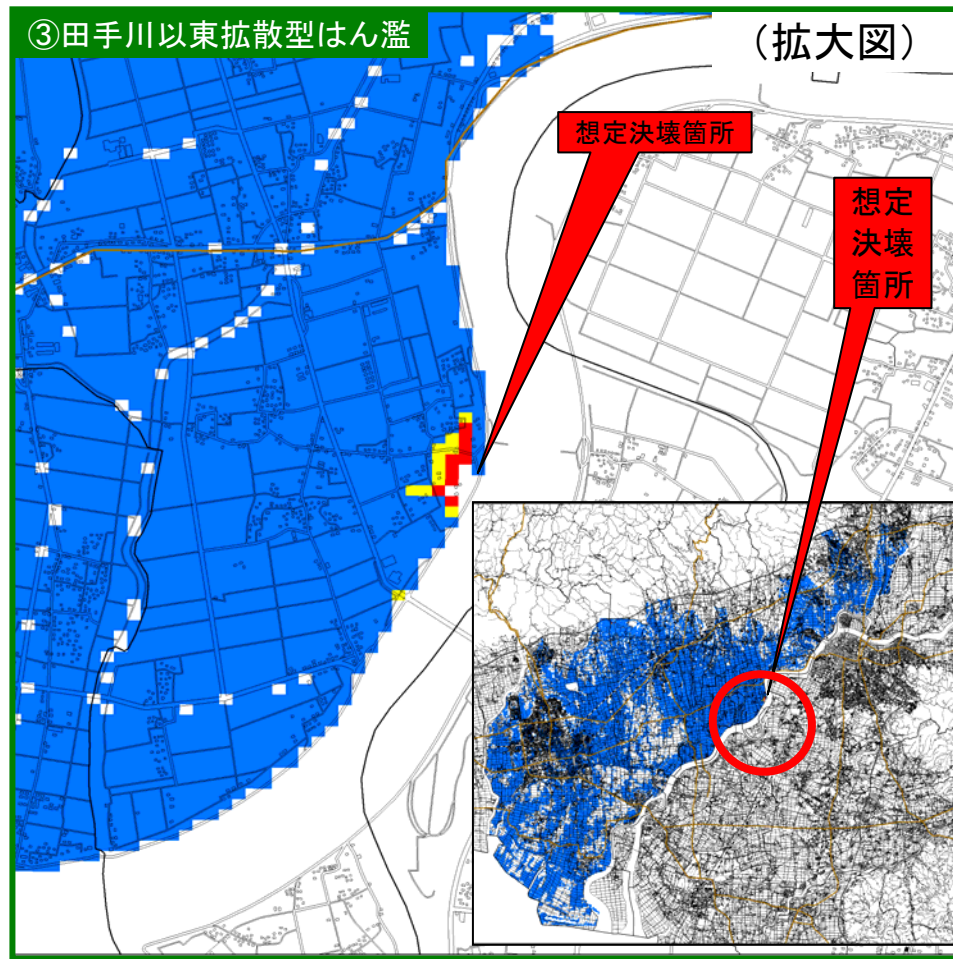 ③田手川以東拡散型はん濫
（拡大図）
想定決壊箇所
想定
決壊
箇所